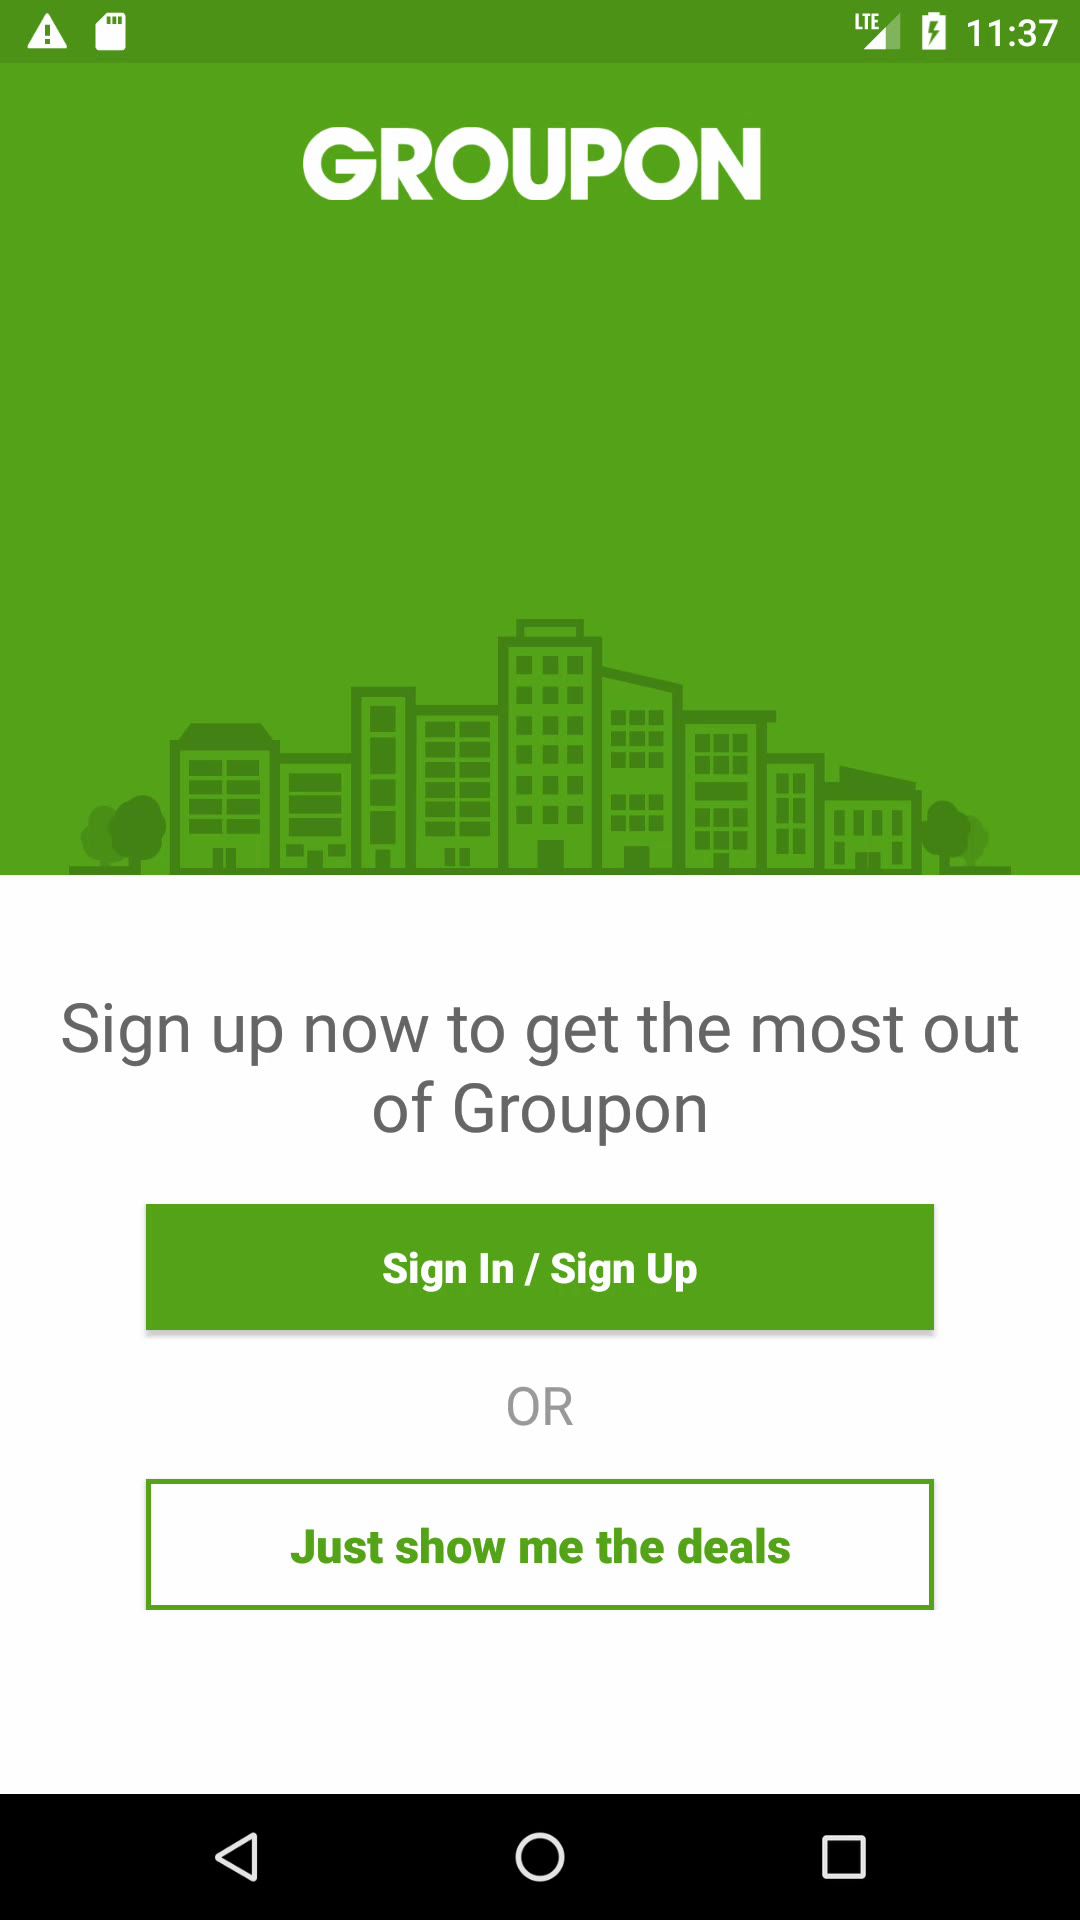 LTE 11:37
GROUPON
Sign up now to get the most out
of Groupon
Sign In / Sign Up
OR
Just show me the deals